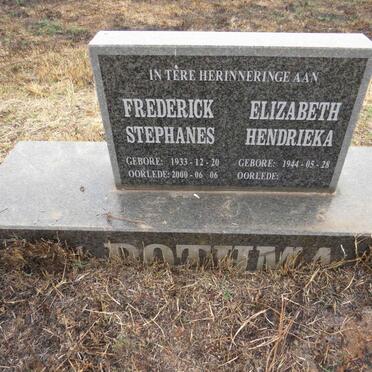 IN TERE HERINNERINGE AAN
FREDERICK
STEPHANES
GEBORE: 1933-12-20
OORLEDE: 2000-06-06
ELIZABETH
HENDRIEKA
GEBORE: 1944-05-28
OORLEDE:
BOTHMA